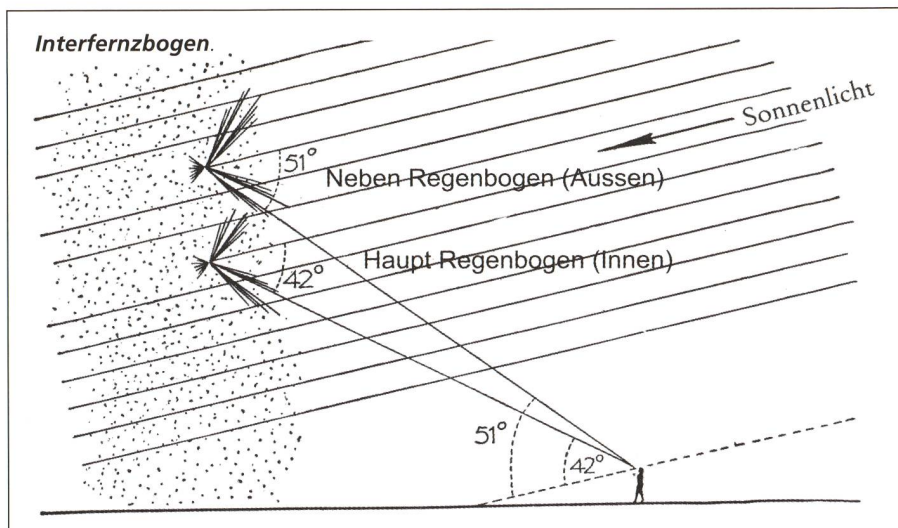 Interfernzbogen.
Sonnenlicht
51°
Neben Regenbogen (Aussen)
Haupt Regenbogen (Innen)
42°
51°
42°